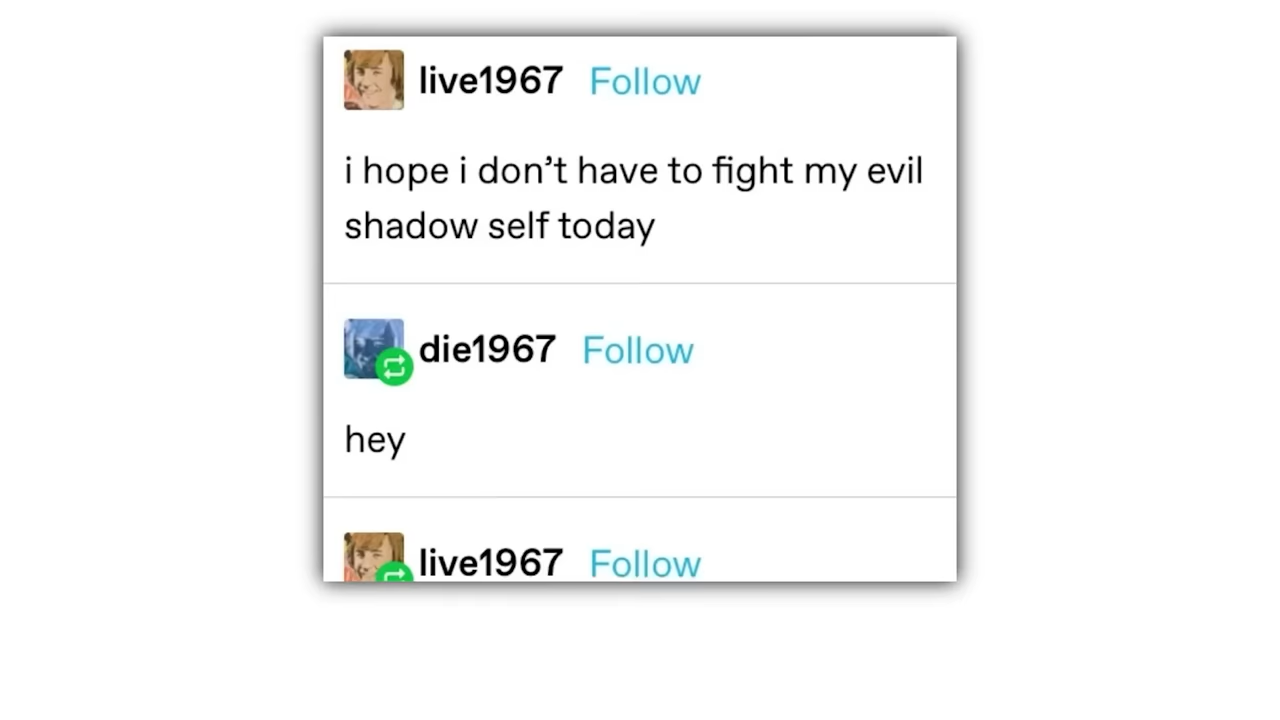 live1967 Follow
i hope i don’t have to fight my evil
shadow self today
die1967 Follow
hey
live1967 Follow